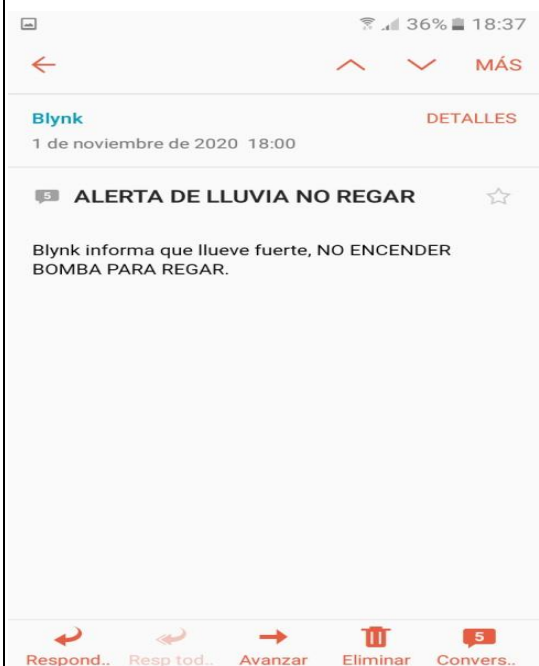 36% 18:37
MÁS
Blynk DETALLES
1 de noviembre de 2020 18:00
5 ALERTA DE LLUVIA NO REGAR
Blynk informa que llueve fuerte, NO ENCENDER
BOMBA PARA REGAR.
5
Respond.. Resp tod.. Avanzar Eliminar Convers..